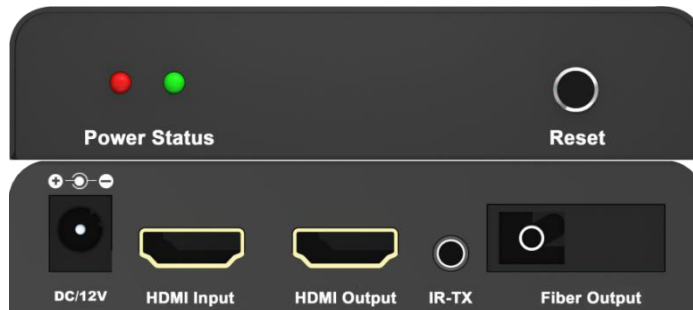 Power Status
Reset
DC/12V
HDMI Input
HDMI Output
IR-TX
Fiber Output